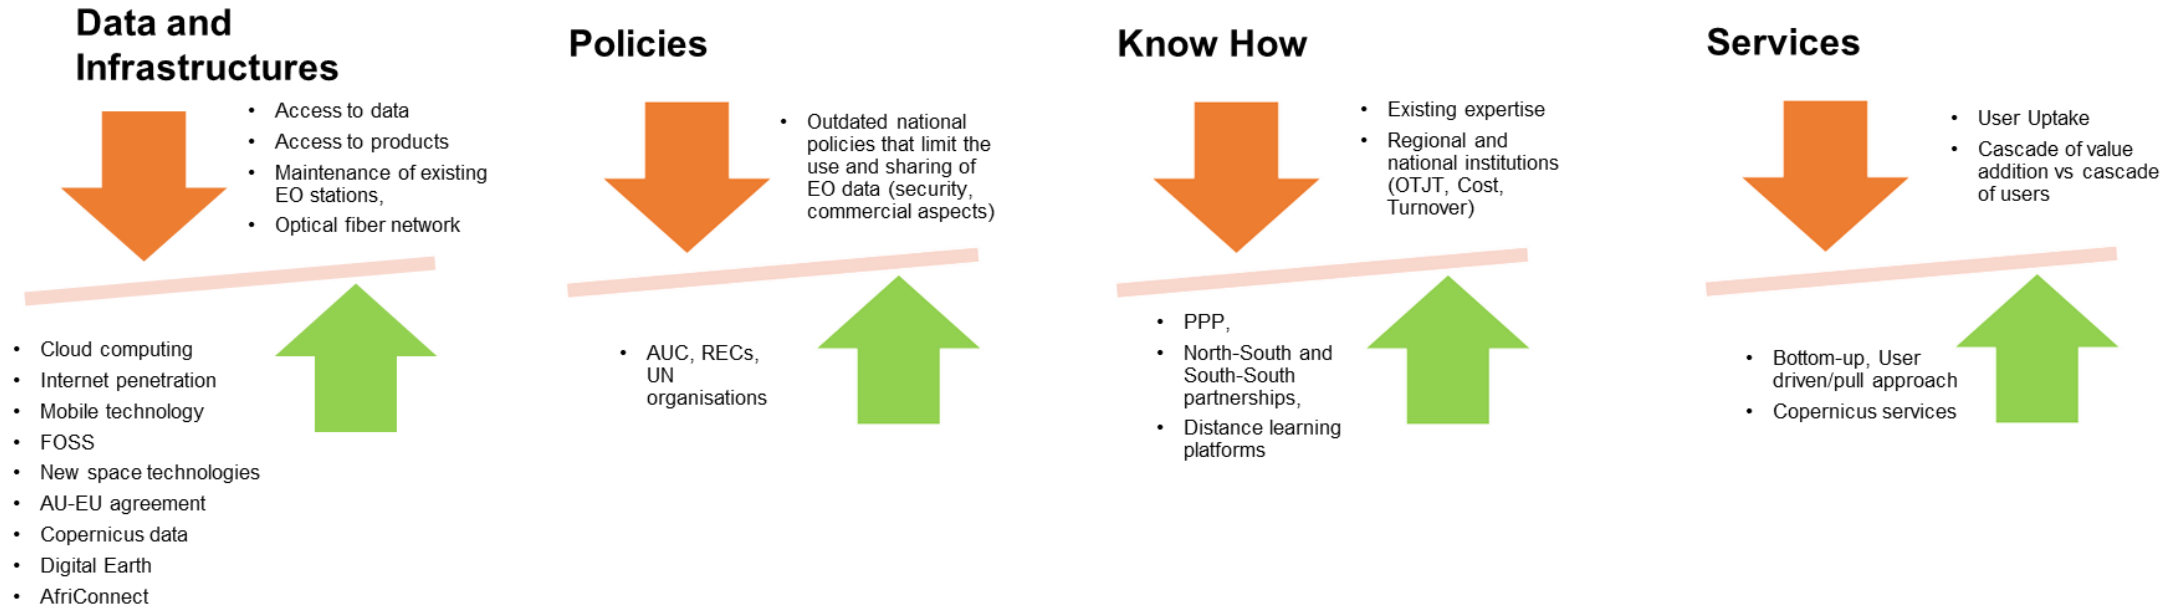 Data and
Infrastructures
• Access to data
• Access to products
• Maintenance of existing
EO stations,
• Optical fiber network
• Cloud computing
• Internet penetration
• Mobile technology
• FOSS
• New space technologies
• AU-EU agreement
• Copernicus data
• Digital Earth
• AfriConnect
Policies
• Outdated national
policies that limit the
use and sharing of
EO data (security,
commercial aspects)
• AUC, RECs,
UN
organisations
Know How
• Existing expertise
• Regional and
national institutions
(OTJT, Cost,
Turnover)
• PPP,
• North-South and
South-South
partnerships,
• Distance learning
platforms
Services
• User Uptake
• Cascade of value
addition vs cascade
of users
• Bottom-up, User
driven/pull approach
• Copernicus services